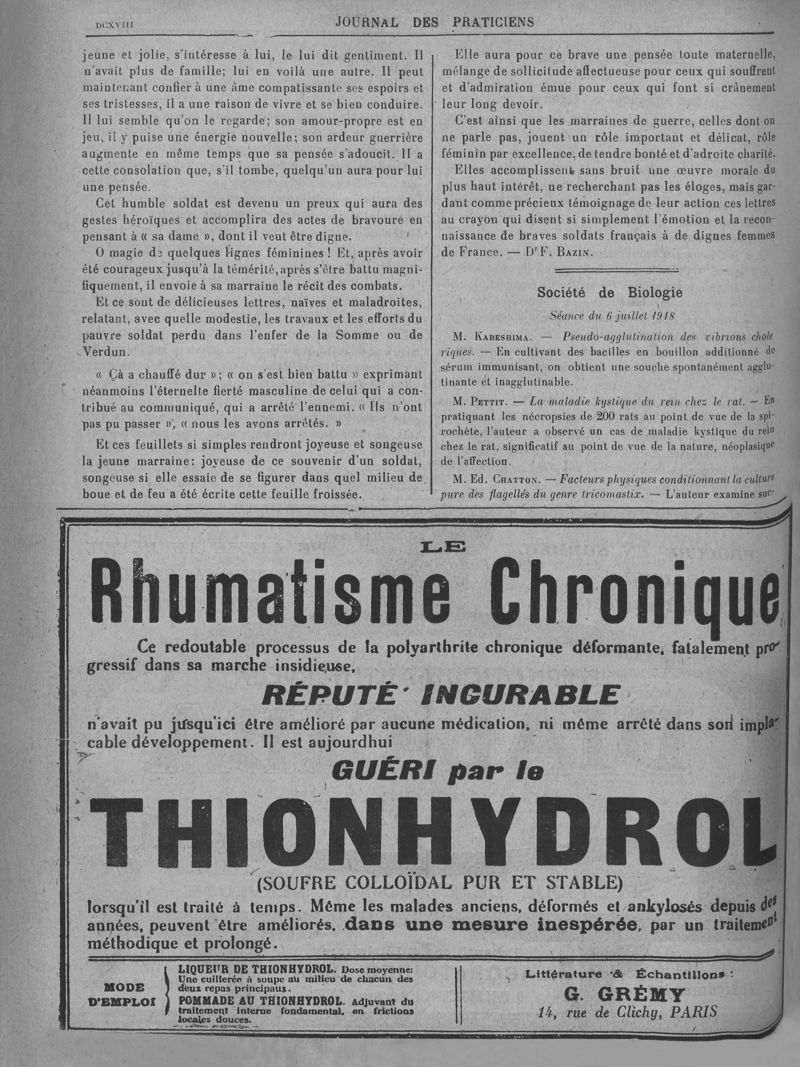 DCXVIII
JOURNAL DES PRATICIENS
jeune et jolie, s'intéresse à lui, le lui dit gentiment. Il
n'avait plus de famille; lui en voilà une autre. Il peut
maintenant confier à une âme compatissante ses espoirs et
ses tristesses, il a une raison de vivre et se bien conduire.
Il lui semble qu'on le regarde; son amour-propre est en
jeu, il y puise une énergie nouvelle; son ardeur guerrière
augmente en même temps que sa pensée s'adoucit. Il a
cette consolation que, s'il tombe, quelqu'un aura pour lui
une pensée.
Cet humble soldat est devenu un preux qui aura des
gestes héroïques et accomplira des actes de bravoure en
pensant à « sa dame », dont il veut être digne.
O magie de quelques lignes féminines ! Et, après avoir
été courageux jusqu'à la témérité, après s'être battu magni-
fiquement, il envoie à sa marraine le récit des combats.
Et ce sont de délicieuses lettres, naïves et maladroites,
relatant, avec quelle modestie, les travaux et les efforts du
pauvre soldat perdu dans l'enfer de la Somme ou de
Verdun.
« Çà a chauffé dur » ; « on s'est bien battu » exprimant
néanmoins l'éternelte fierté masculine de celui qui a con-
tribué au communiqué, qui a arrêté l'ennemi. « Ils n'ont
pas pu passer », « nous les avons arrêtés. »
Et ces feuillets si simples rendront joyeuse et songeuse
la jeune marraine: joyeuse de ce souvenir d'un soldat,
songeuse si elle essaie de se figurer dans quel milieu de
boue et de feu a été écrite cette feuille froissée.
Elle aura pour ce brave une pensée toute maternelle,
mélange de sollicitude affectueuse pour ceux qui souffrent
et d'admiration émue pour ceux qui font si crânement
leur long devoir.
C'est ainsi que les marraines de guerre, celles dont on
ne parle pas, jouent un rôle important et délicat, rôle
féminin par excellence, de tendre bonté et d'adroite charité.
Elles accomplissent sans bruit une œuvre morale du
plus haut intérêt, ne recherchant pas les éloges, mais gar-
dant comme précieux témoignage de leur action ces lettres
au crayon qui disent si simplement l'émotion et la recon-
naissance de braves soldats français à de dignes femmes
de France. — Dr F. BAZIN.
Société de Biologie
Séance du 6 juillet 1918
M. KABESHIMA. — Pseudo-agglutination des vibrions cholé
riques. — En cultivant des bacilles en bouillon additionné de
sérum immunisant, on obtient une souche spontanément agglu-
tinante et inagglutinable.
M. PETTIT. — La maladie kystique du rein chez le rat. — En
pratiquant les nécropsies de 200 rats au point de vue de la spi-
rochète, l'auteur a observé un cas de maladie kystique du rein
chez le rat, significatif au point de vue de la nature, néoplasique
de l'affection.
M. Ed. CHATTON. — Facteurs physiques conditionnant la culture
pure des flagellés du genre tricomastix. — L'auteur examine suc-
LE
Rhumatisme Chronique
Ce redoutable processus de la polyarthrite chronique déformante, fatalement pro-
gressif dans sa marche insidieuse,
RÉPUTÉ INCURABLE
n'avait pu jusqu'ici être amélioré par aucune médication, ni même arrêté dans son impla-
cable développement. Il est aujourdhui
GUÉRI par le
THIONHYDROL
(SOUFRE COLLOÏDAL PUR ET STABLE)
lorsqu'il est traité à temps. Même les malades anciens, déformés et ankylosés depuis des
années, peuvent être améliorés, dans une mesure inespérée, par un traitement
méthodique et prolongé.
MODE
D'EMPLOI
LIQUEUR DE THIONHYDROL. Dose moyenne:
Une cuillerée à soupe au milieu de chacun des
deux repas principaux.
POMMADE AU THIONHYDROL. Adjuvant du
traitement interne fondamental, en frictions
locales douces.
Littérature & Échantillons :
G. GRÉMY
14, rue de Clichy, PARIS